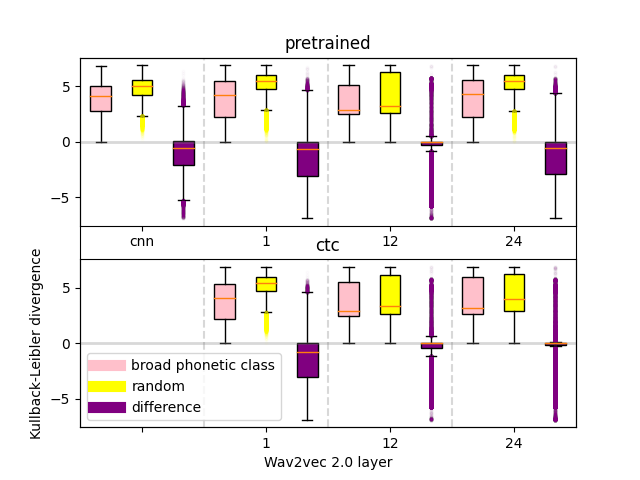 pretrained
5
0
−5
cnn 1 12 24
ctc
Kullback-Leibler divergence
5
0
−5
broad phonetic class
random
difference
1 12 24
Wav2vec 2.0 layer